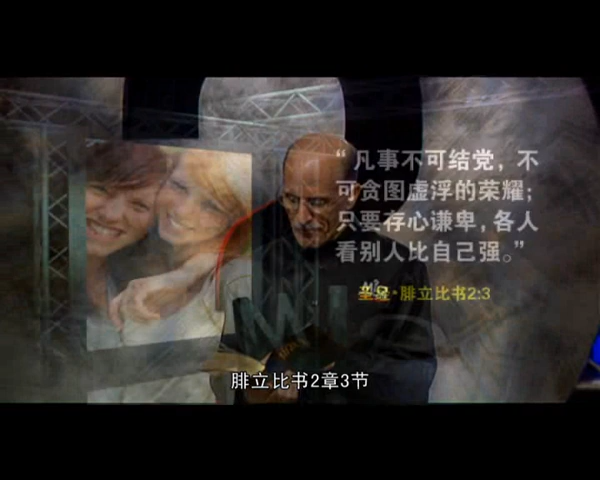 “凡事不可结党，不
可贪图虚浮的荣耀；
只要存心谦卑，各人
看别人比自己强。”
圣经·腓立比书2:3
腓立比书2章3节